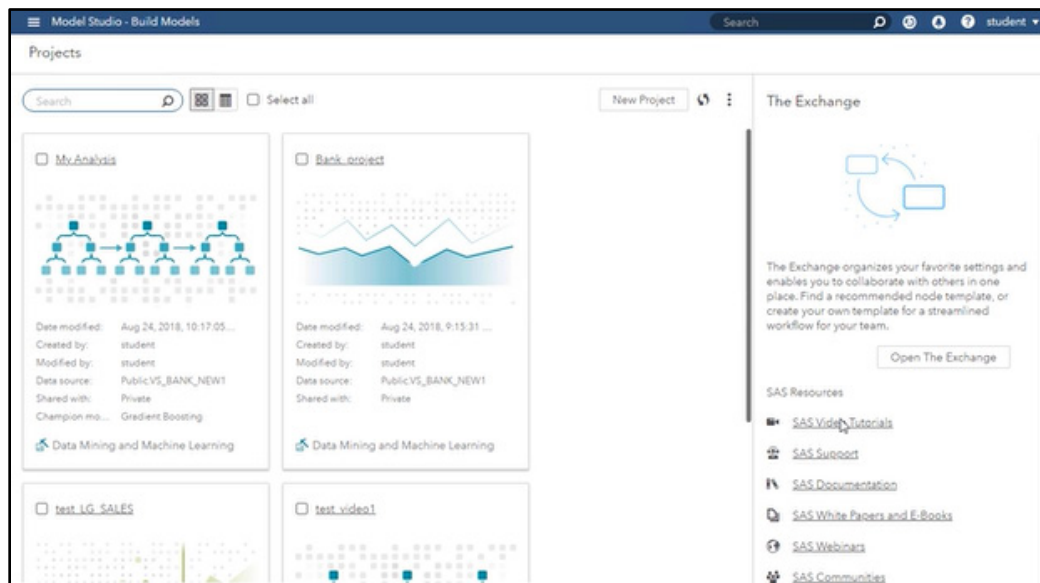 Model Studio - Build Models
Search
student
Projects
Search
Select all
New Project
The Exchange
My Analysis
Date modified: Aug 24, 2018, 10:17:05...
Created by: student
Modified by: student
Data source: Public.VS_BANK_NEW1
Shared with: Private
Champion mo... Gradient Boosting
Data Mining and Machine Learning
Bank_project
Date modified: Aug 24, 2018, 9:15:31 ...
Created by: student
Modified by: student
Data source: Public.VS_BANK_NEW1
Shared with: Private
Data Mining and Machine Learning
test_LG_SALES
test_video1
The Exchange organizes your favorite settings and
enables you to collaborate with others in one
place. Find a recommended node template, or
create your own template for a streamlined
workflow for your team.
Open The Exchange
SAS Resources
SAS Video Tutorials
SAS Support
SAS Documentation
SAS White Papers and E-Books
SAS Webinars
SAS Communities